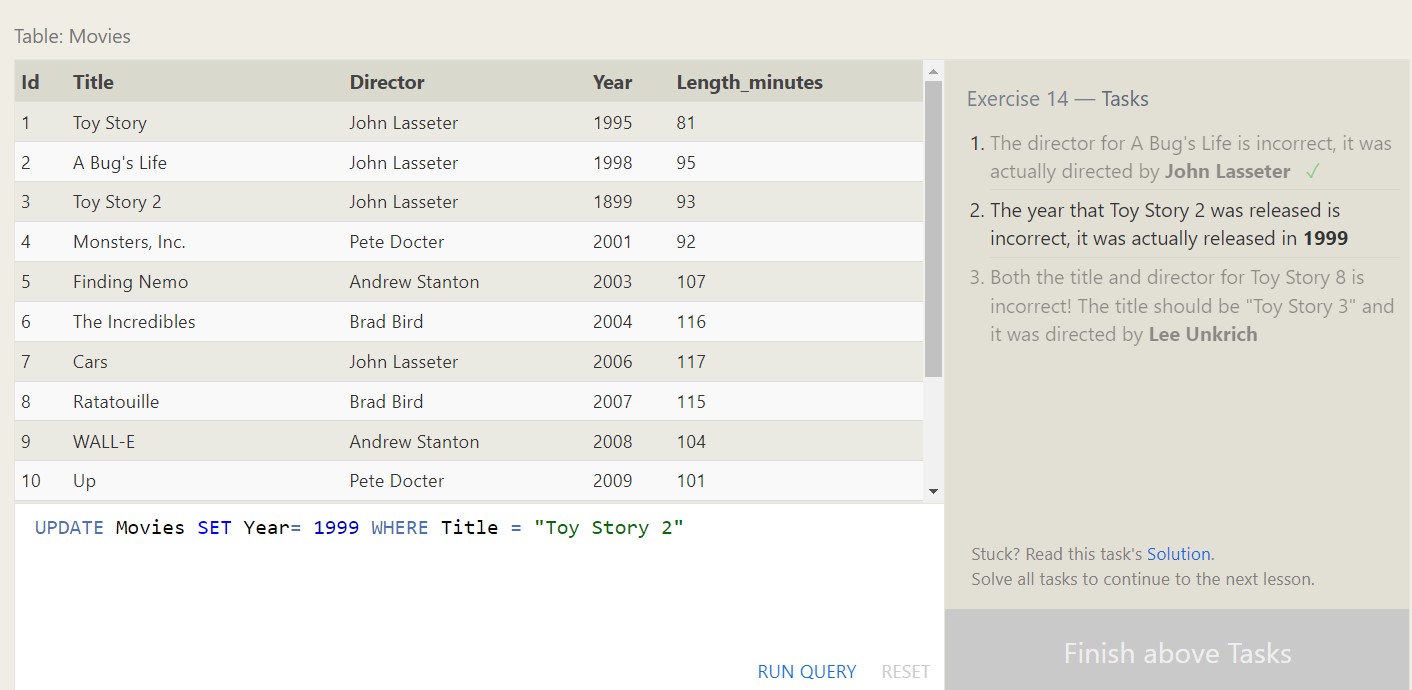 Table: Movies
Id Title Director Year Length_minutes
1 Toy Story John Lasseter 1995 81
2 A Bug's Life John Lasseter 1998 95
3 Toy Story 2 John Lasseter 1899 93
4 Monsters, Inc. Pete Docter 2001 92
5 Finding Nemo Andrew Stanton 2003 107
6 The Incredibles Brad Bird 2004 116
7 Cars John Lasseter 2006 117
8 Ratatouille Brad Bird 2007 115
9 WALL-E Andrew Stanton 2008 104
10 Up Pete Docter 2009 101
UPDATE Movies SET Year= 1999 WHERE Title = "Toy Story 2"
RUN QUERY RESET
Exercise 14 — Tasks
1. The director for A Bug's Life is incorrect, it was
actually directed by John Lasseter ✓
2. The year that Toy Story 2 was released is
incorrect, it was actually released in 1999
3. Both the title and director for Toy Story 8 is
incorrect! The title should be "Toy Story 3" and
it was directed by Lee Unkrich
Stuck? Read this task's Solution.
Solve all tasks to continue to the next lesson.
Finish above Tasks